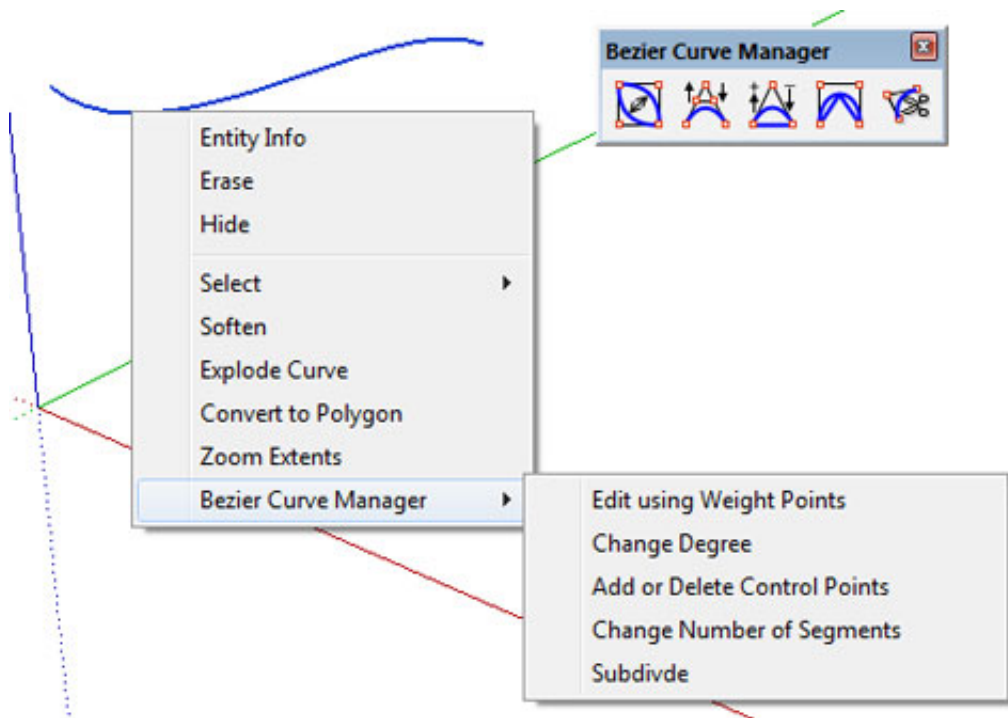 Bezier Curve Manager
Entity Info
Erase
Hide
Select
Soften
Explode Curve
Convert to Polygon
Zoom Extents
Bezier Curve Manager
Edit using Weight Points
Change Degree
Add or Delete Control Points
Change Number of Segments
Subdivde